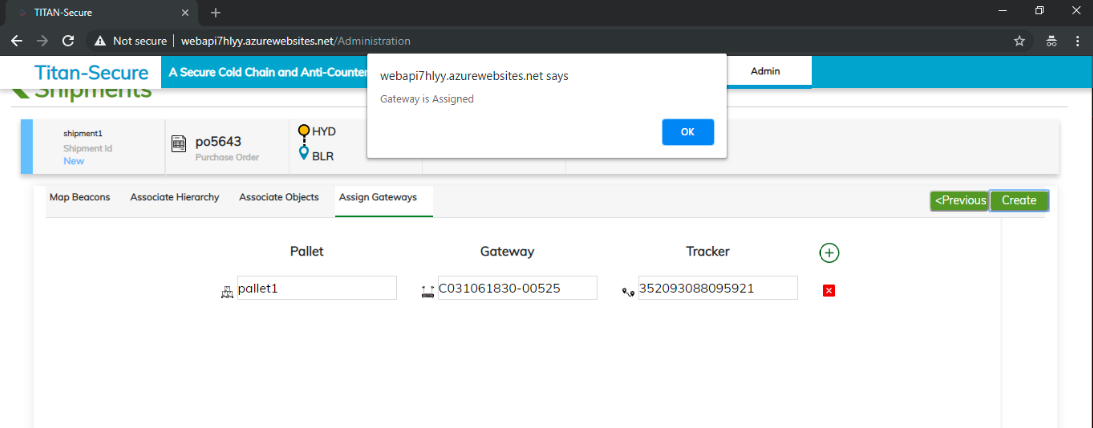 TITAN-Secure
Not secure | webapi7hlyy.azurewebsites.net/Administration
Titan-Secure
A Secure Cold Chain and Anti-Counter
Admin
webapi7hlyy.azurewebsites.net says
Gateway is Assigned
OK
Shipments
shipment1
Shipment Id
New
po5643
Purchase Order
HYD
BLR
Map Beacons Associate Hierarchy Associate Objects Assign Gateways
<Previous Create
Pallet Gateway Tracker
pallet1 C031061830-00525 352093088095921